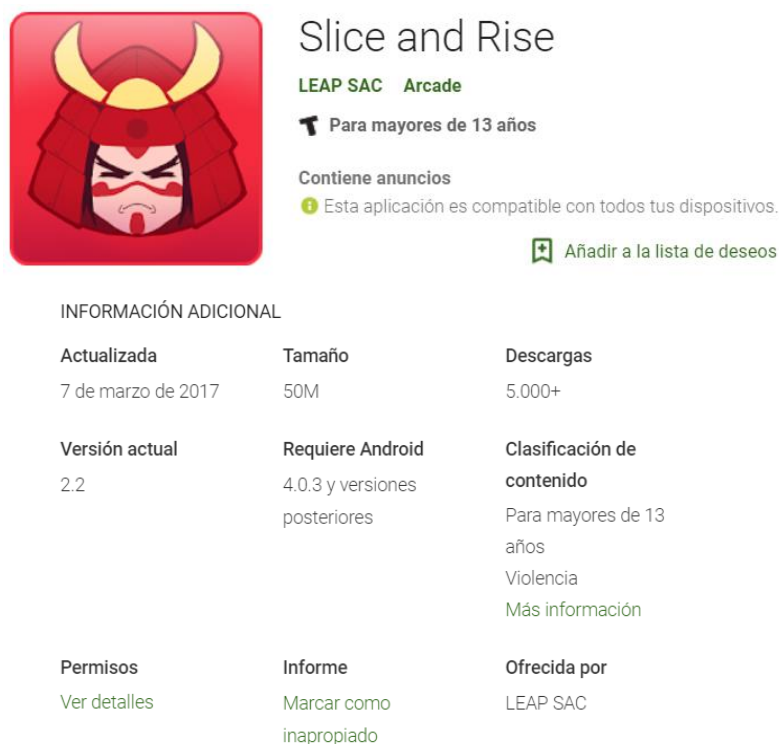 Slice and Rise
LEAP SAC Arcade
Para mayores de 13 años
Contiene anuncios
Esta aplicación es compatible con todos tus dispositivos.
Añadir a la lista de deseos
INFORMACIÓN ADICIONAL
Actualizada
7 de marzo de 2017
Tamaño
50M
Descargas
5.000+
Versión actual
2.2
Requiere Android
4.0.3 y versiones
posteriores
Clasificación de
contenido
Para mayores de 13
años
Violencia
Más información
Permisos
Ver detalles
Informe
Marcar como
inapropiado
Ofrecida por
LEAP SAC